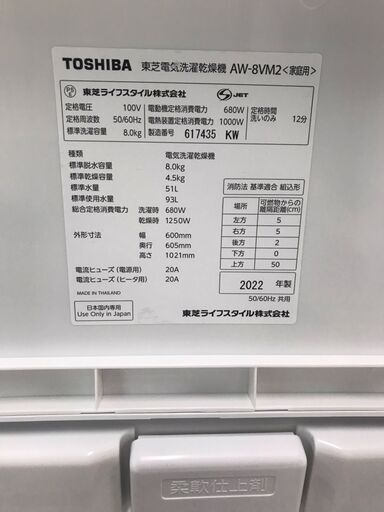 TOSHIBA 東芝電気洗濯乾燥機 AW-8VM2 <家庭用>
PSE 東芝ライフスタイル株式会社 S JET
定格電圧 100V 電動機定格消費電力 680W 定格時間
定格周波数 50/60Hz 電熱装置定格消費電力 1000W 洗いのみ 12分
標準洗濯容量 8.0kg 製造番号 617435 KW
種類 電気洗濯乾燥機
標準脱水容量 8.0kg
標準乾燥容量 4.5kg
標準水量 51L
標準使用水量 93L
総合定格消費電力 洗濯時 680W
乾燥時 1250W
外形寸法 幅 600mm
奥行 605mm
高さ 1021mm
電流ヒューズ (電源用) 20A
電流ヒューズ (ヒータ用) 20A
MADE IN THAILAND
消防法 基準適合 組込形
場所 可燃物からの離隔距離(cm)
左方 5
右方 5
後方 2
下方 0
上方 50
2022 年製
50/60Hz 共用
日本国内専用
Use Only in Japan
東芝ライフスタイル株式会社
柔軟仕上剤